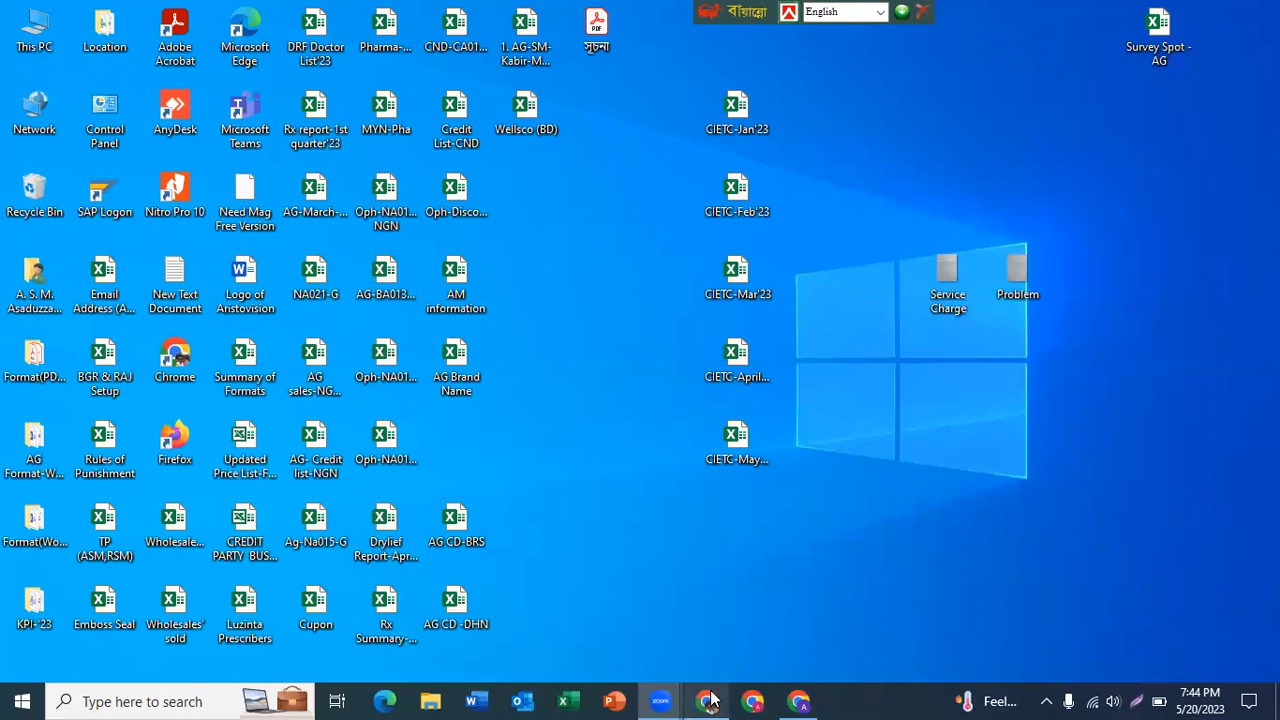 বায়ান্নো
English
This PC
Location
Adobe
Acrobat
Microsoft
Edge
DRF Doctor
List'23
Pharma-...
CND-CA01...
1. AG-SM-
Kabir-M...
PDF
সূচনা
Survey Spot -
AG
Network
Control
Panel
AnyDesk
Microsoft
Teams
Rx report-1st
quarter'23
MYN-Pha
Credit
List-CND
Wellsco (BD)
CIETC-Jan'23
Recycle Bin
SAP Logon
Nitro Pro 10
Need Mag
Free Version
AG-March-...
Oph-NA01...
NGN
Oph-Disco...
CIETC-Feb'23
A. S. M.
Asaduzza...
Email
Address (A...
New Text
Document
Logo of
Aristovision
NA021-G
AG-BA013...
AM
information
CIETC-Mar'23
Service
Charge
Problem
Format(PD...
BGR & RAJ
Setup
Chrome
Summary of
Formats
AG
sales-NG...
Oph-NA01...
AG Brand
Name
CIETC-April...
AG
Format-W...
Rules of
Punishment
Firefox
Updated
Price List-F...
AG- Credit
list-NGN
Oph-NA01...
CIETC-May...
Format(Wo...
TP
(ASM,RSM)
Wholesale...
CREDIT
PARTY BUS...
Ag-Na015-G
Drylief
Report-Apr...
AG CD-BRS
KPI-'23
Emboss Seal
Wholesales'
sold
Luzinta
Prescribers
Cupon
Rx
Summary-...
AG CD -DHN
Type here to search
zoom
Feel...
7:44 PM
5/20/2023